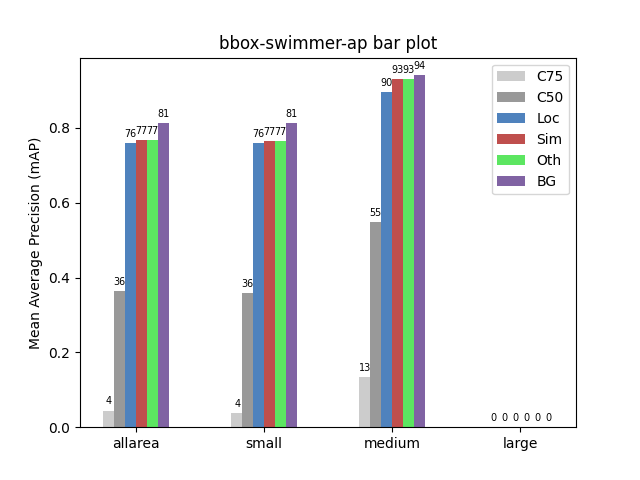 bbox-swimmer-ap bar plot
Mean Average Precision (mAP)
0.8
0.6
0.4
0.2
0.0
4 36 76 77 77 81
4 36 76 77 77 81
13 55 90 93 93 94
0 0 0 0 0 0
allarea small medium large
C75
C50
Loc
Sim
Oth
BG